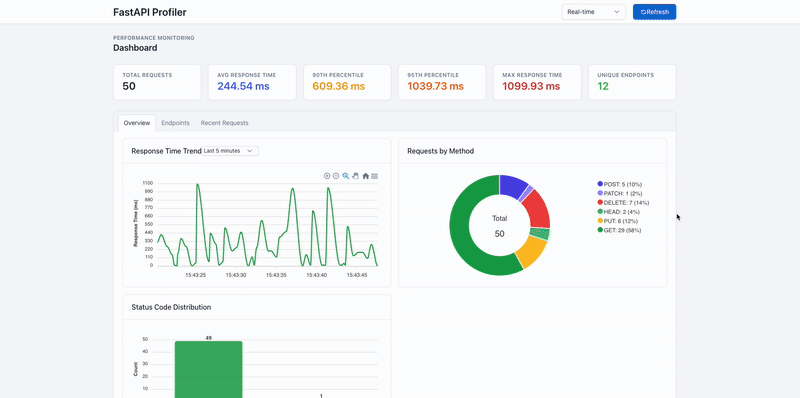 FastAPI Profiler
Real-time
Refresh
PERFORMANCE MONITORING
Dashboard
TOTAL REQUESTS
50
AVG RESPONSE TIME
244.54 ms
90TH PERCENTILE
609.36 ms
95TH PERCENTILE
1039.73 ms
MAX RESPONSE TIME
1099.93 ms
UNIQUE ENDPOINTS
12
Overview
Endpoints
Recent Requests
Response Time Trend
Last 5 minutes
Response Time (ms)
1100
990
880
770
660
550
440
330
220
110
0
15:43:25
15:43:30
15:43:35
15:43:40
15:43:45
Requests by Method
Total
50
POST: 5 (10%)
PATCH: 1 (2%)
DELETE: 7 (14%)
HEAD: 2 (4%)
PUT: 6 (12%)
GET: 29 (58%)
Status Code Distribution
Count
50
40
30
20
10
49
1